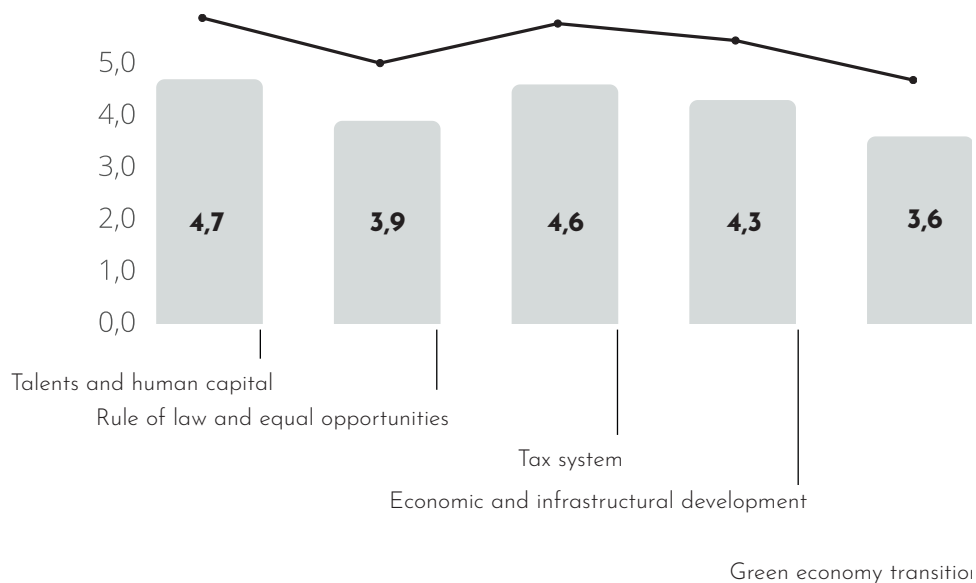 5,0
4,0
3,0
2,0
1,0
0,0
4,7
3,9
4,6
4,3
3,6
Talents and human capital
Rule of law and equal opportunities
Tax system
Economic and infrastructural development
Green economy transition